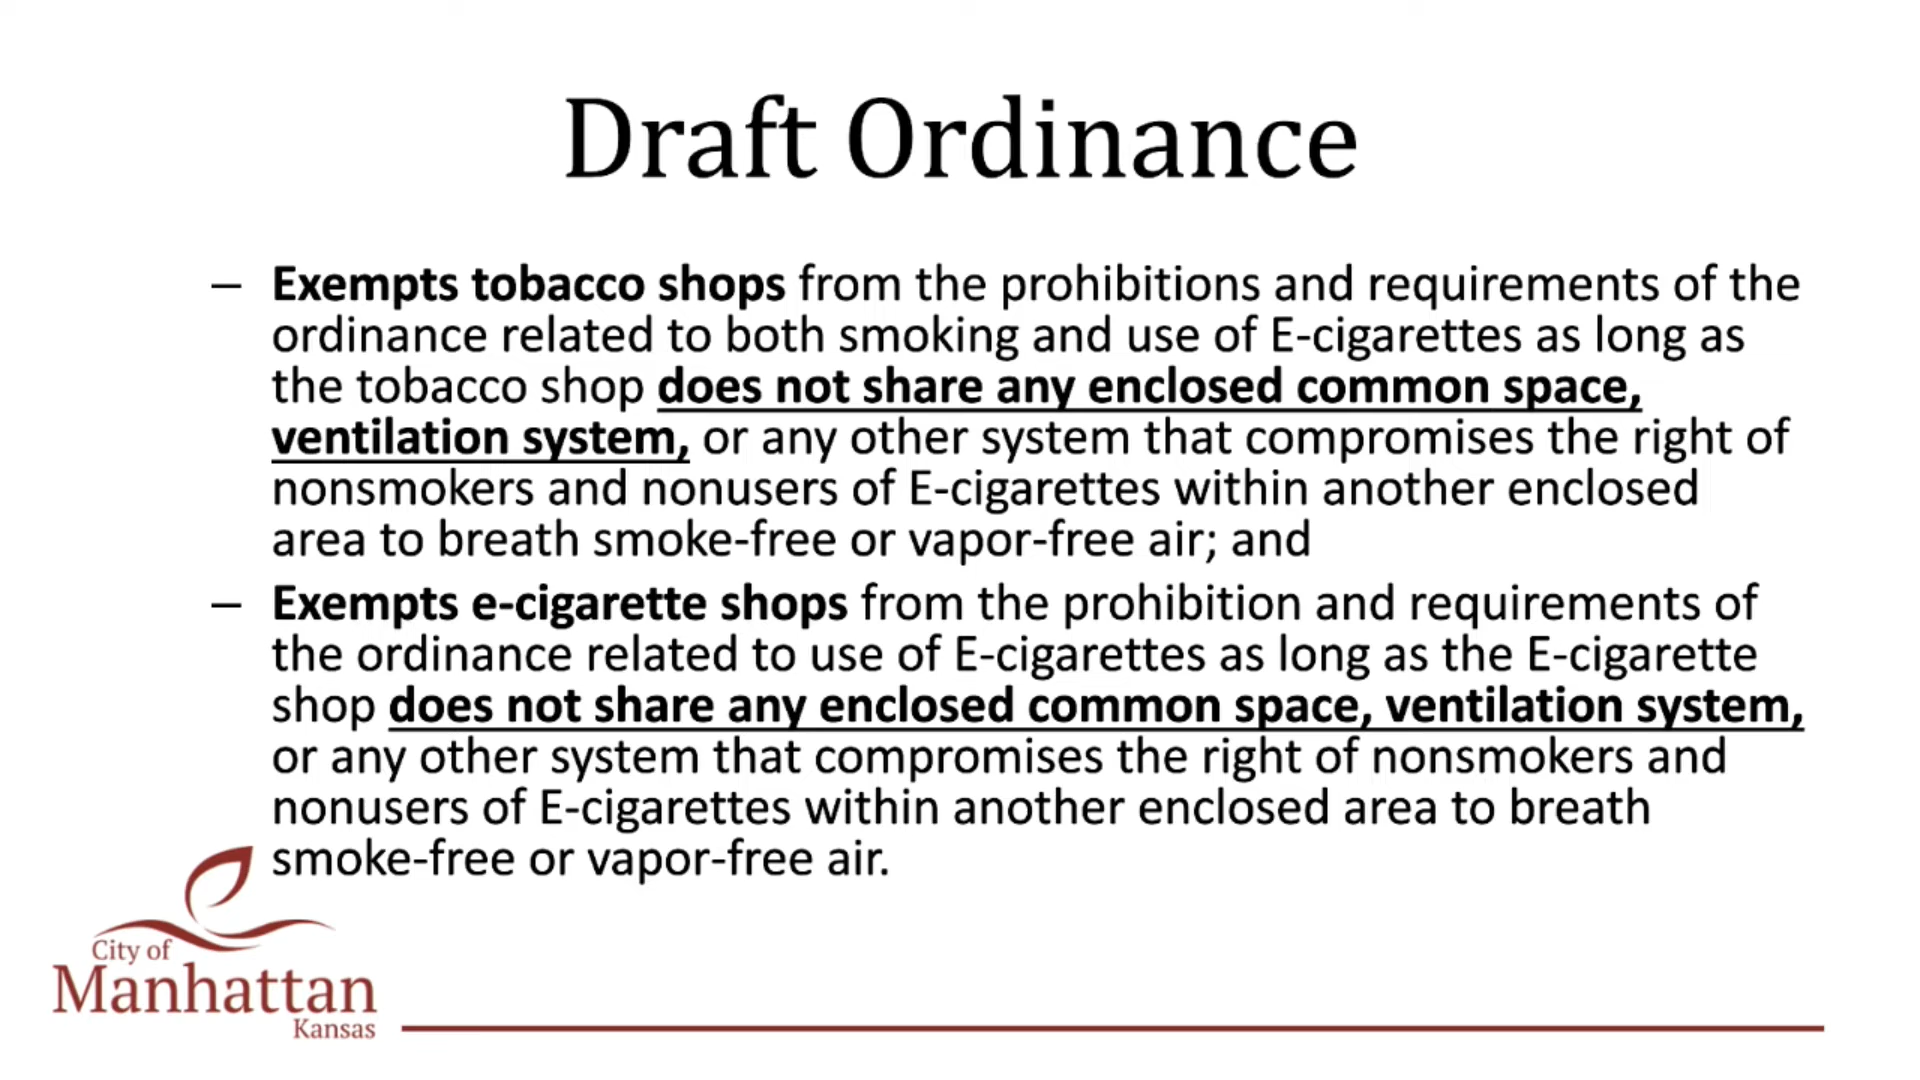 Draft Ordinance
– Exempts tobacco shops from the prohibitions and requirements of the
ordinance related to both smoking and use of E-cigarettes as long as
the tobacco shop does not share any enclosed common space,
ventilation system, or any other system that compromises the right of
nonsmokers and nonusers of E-cigarettes within another enclosed
area to breath smoke-free or vapor-free air; and
– Exempts e-cigarette shops from the prohibition and requirements of
the ordinance related to use of E-cigarettes as long as the E-cigarette
shop does not share any enclosed common space, ventilation system,
or any other system that compromises the right of nonsmokers and
nonusers of E-cigarettes within another enclosed area to breath
smoke-free or vapor-free air.
City of
Manhattan
Kansas